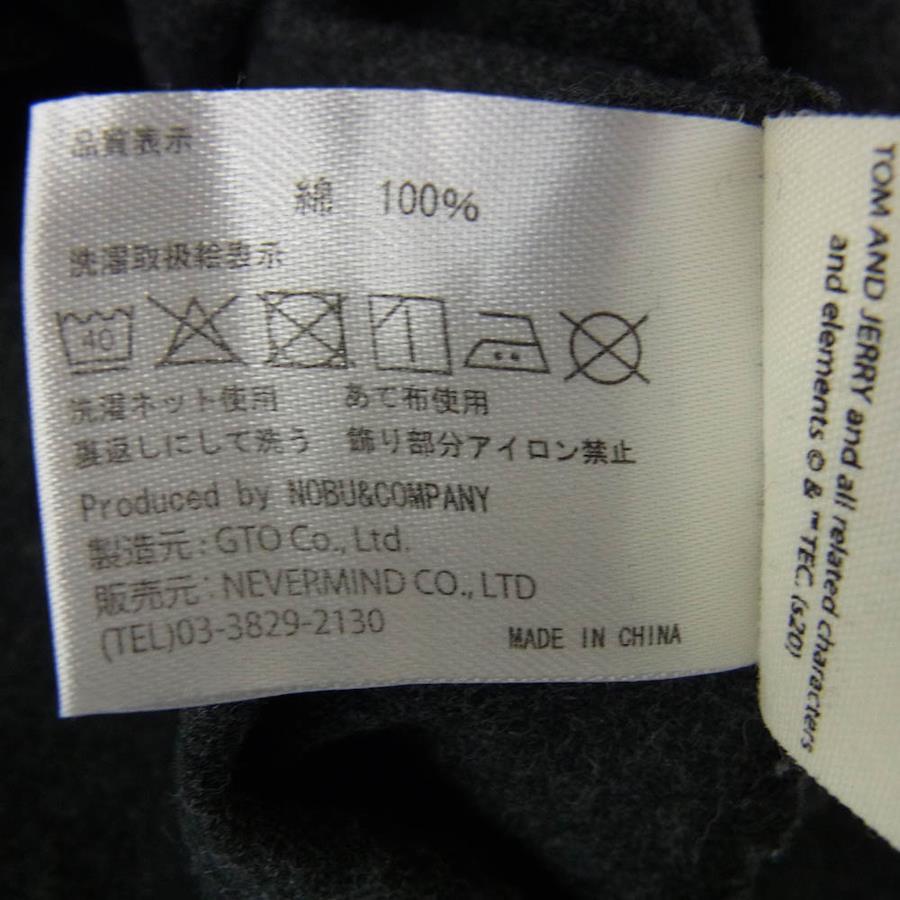 品質表示
綿 100%
洗濯取扱絵表示
40
洗濯ネット使用 あて布使用
裏返しにして洗う 飾り部分アイロン禁止
Produced by NOBU&COMPANY
製造元:GTO Co., Ltd.
販売元:NEVERMIND CO., LTD
(TEL)03-3829-2130
MADE IN CHINA
TOM AND JERRY and all related characters
and elements © & ™ TEC. (s20)